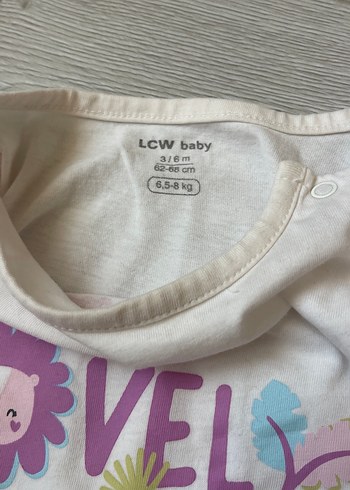 LCW baby
3 / 6 m
62-68 cm
6,5-8 kg
VEL